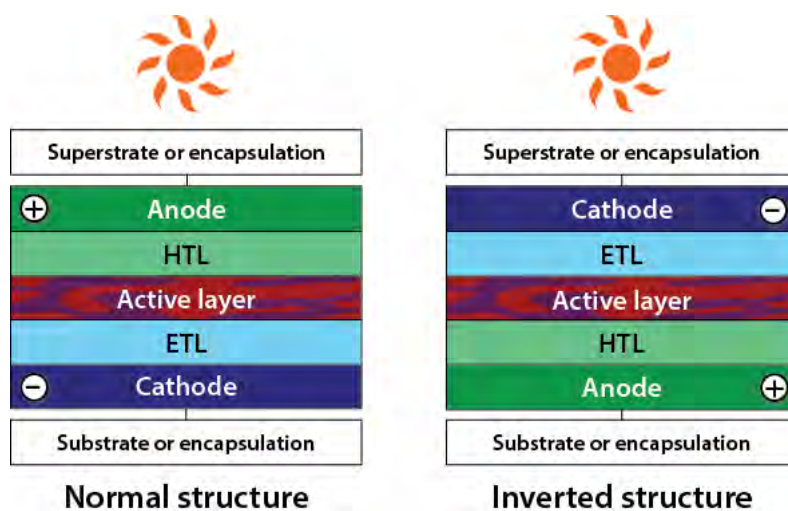 Superstrate or encapsulation
+ Anode
HTL
Active layer
ETL
− Cathode
Substrate or encapsulation
Normal structure
Superstrate or encapsulation
Cathode −
ETL
Active layer
HTL
Anode +
Substrate or encapsulation
Inverted structure